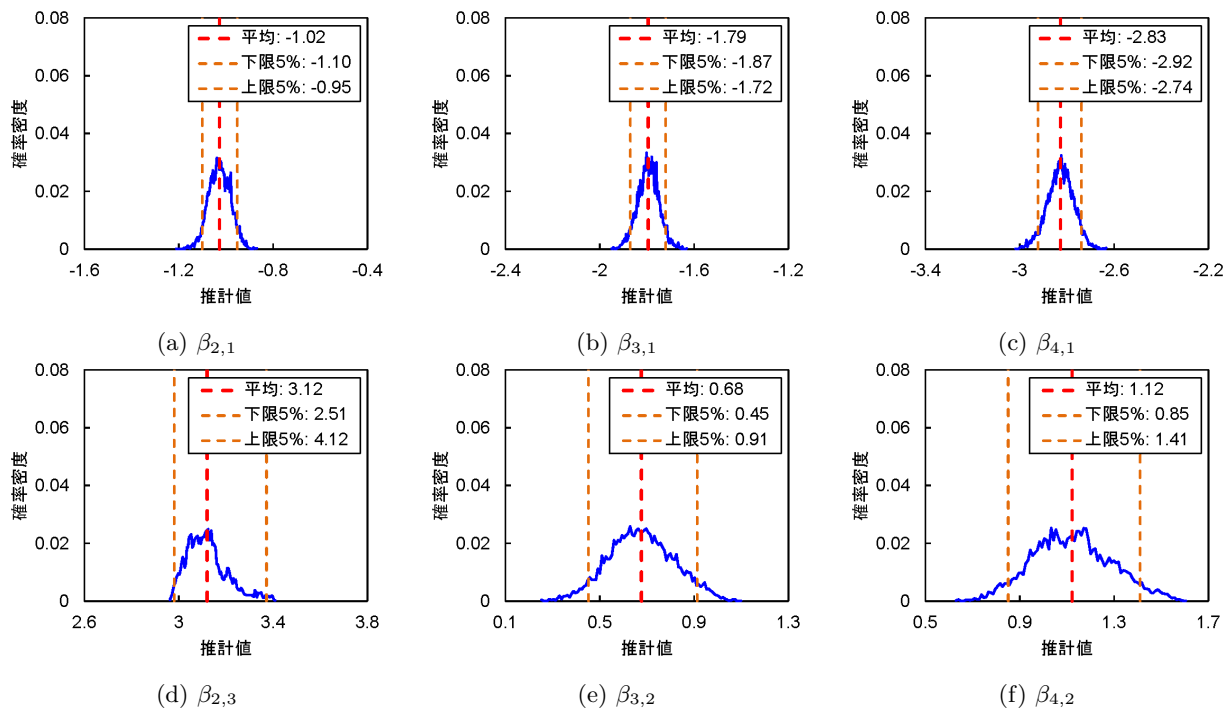 0.08
0.06
0.04
0.02
0
確率密度
平均: -1.02
下限5%: -1.10
上限5%: -0.95
-1.6 -1.2 -0.8 -0.4
推計値
(a) β2,1
0.08
0.06
0.04
0.02
0
確率密度
平均: -1.79
下限5%: -1.87
上限5%: -1.72
-2.4 -2 -1.6 -1.2
推計値
(b) β3,1
0.08
0.06
0.04
0.02
0
確率密度
平均: -2.83
下限5%: -2.92
上限5%: -2.74
-3.4 -3 -2.6 -2.2
推計値
(c) β4,1
0.08
0.06
0.04
0.02
0
確率密度
平均: 3.12
下限5%: 2.51
上限5%: 4.12
2.6 3 3.4 3.8
推計値
(d) β2,3
0.08
0.06
0.04
0.02
0
確率密度
平均: 0.68
下限5%: 0.45
上限5%: 0.91
0.1 0.5 0.9 1.3
推計値
(e) β3,2
0.08
0.06
0.04
0.02
0
確率密度
平均: 1.12
下限5%: 0.85
上限5%: 1.41
0.5 0.9 1.3 1.7
推計値
(f) β4,2